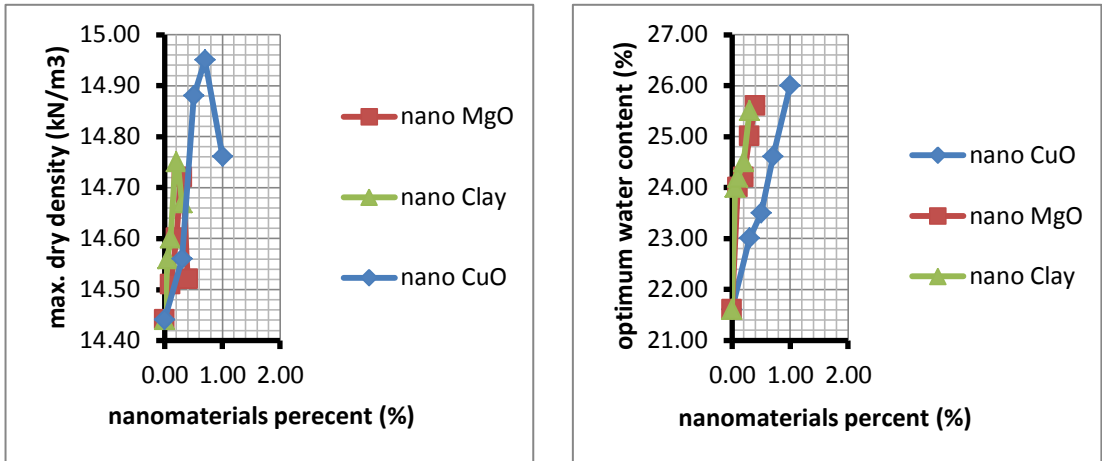 max. dry density (kN/m3)
15.00
14.90
14.80
14.70
14.60
14.50
14.40
0.00 1.00 2.00
nanomaterials perecent (%)
nano MgO
nano Clay
nano CuO
optimum water content (%)
27.00
26.00
25.00
24.00
23.00
22.00
21.00
0.00 1.00 2.00
nanomaterials percent (%)
nano CuO
nano MgO
nano Clay